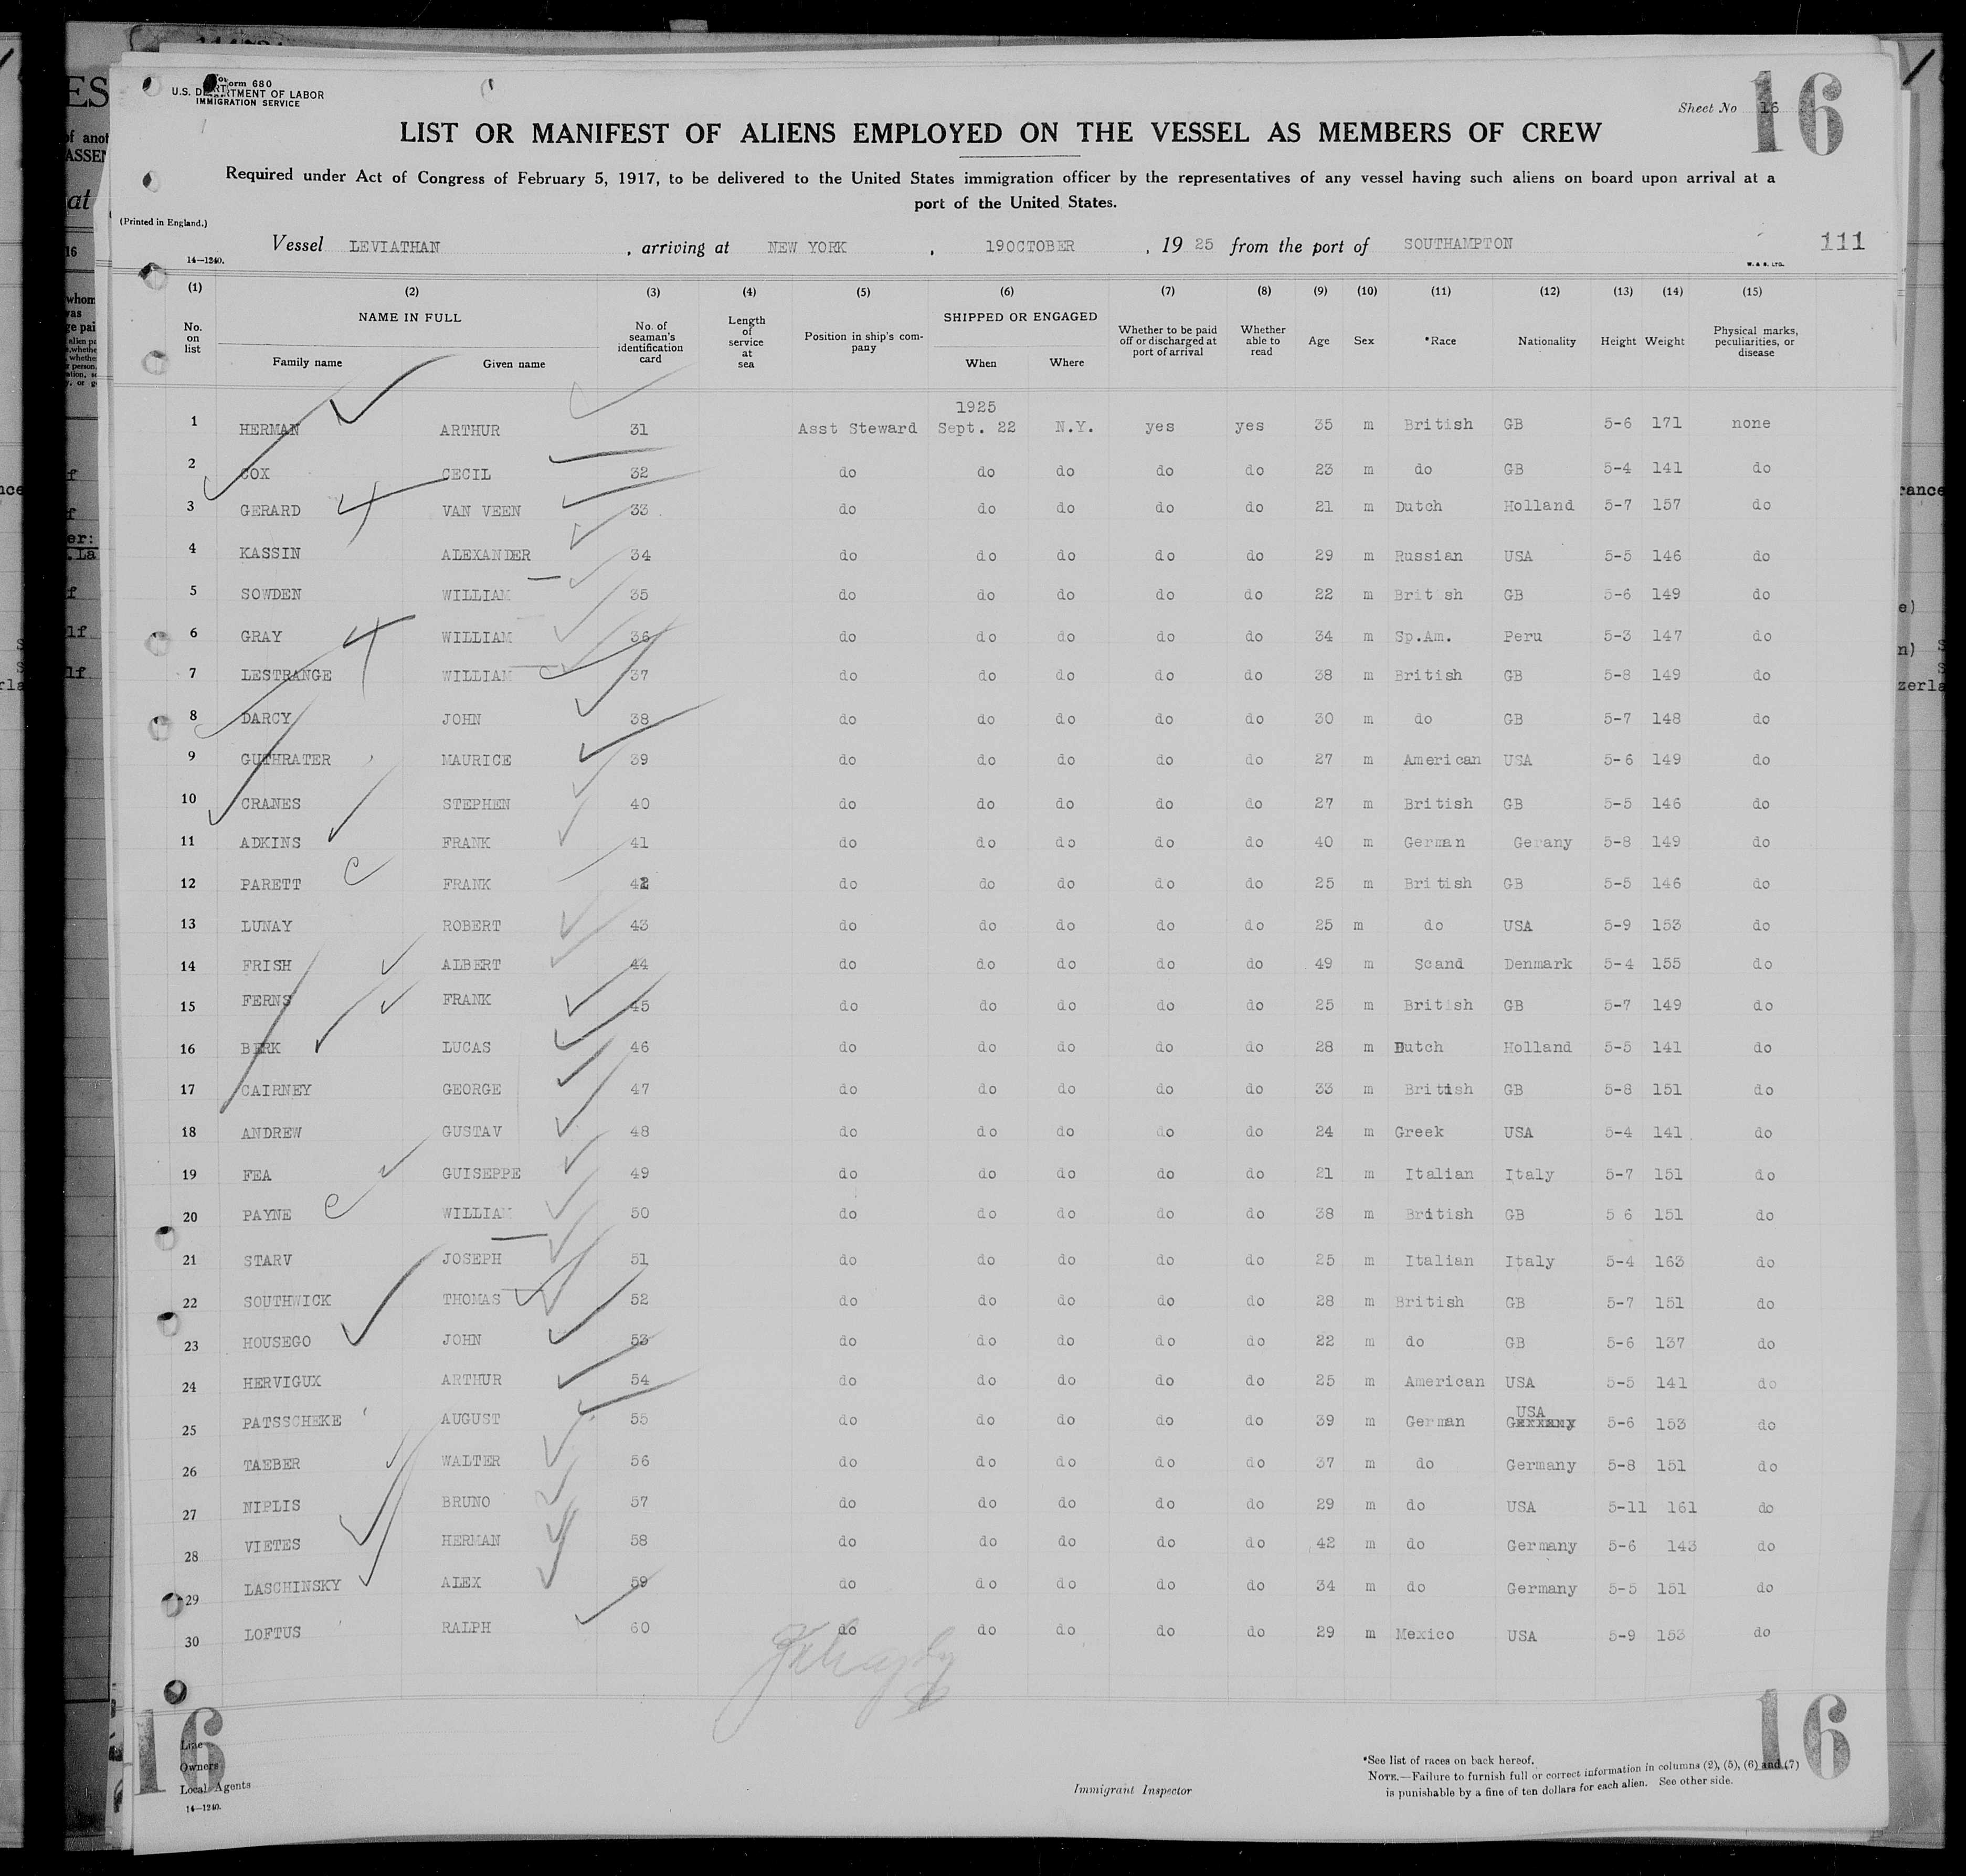 Form 680
U.S. DEPARTMENT OF LABOR
IMMIGRATION SERVICE
Sheet No 16
16
LIST OR MANIFEST OF ALIENS EMPLOYED ON THE VESSEL AS MEMBERS OF CREW
Required under Act of Congress of February 5, 1917, to be delivered to the United States immigration officer by the representatives of any vessel having such aliens on board upon arrival at a
port of the United States.
(Printed in England.)
Vessel LEVIATHAN , arriving at NEW YORK , 19OCTOBER , 19 25 from the port of SOUTHAMPTON 111
14—1240. W. & S. LTD.
(1) (2) (3) (4) (5) (6) (7) (8) (9) (10) (11) (12) (13) (14) (15)
No. on list NAME IN FULL Family name Given name No. of seaman's identification card Length of service at sea Position in ship's company SHIPPED OR ENGAGED When Where Whether to be paid off or discharged at port of arrival Whether able to read Age Sex *Race Nationality Height Weight Physical marks, peculiarities, or disease
1925
1 HERMAN ARTHUR 31 Asst Steward Sept. 22 N.Y. yes yes 35 m British GB 5-6 171 none
2 COX CECIL 32 do do do do do 23 m do GB 5-4 141 do
3 GERARD VAN VEEN 33 do do do do do 21 m Dutch Holland 5-7 157 do
4 KASSIN ALEXANDER 34 do do do do do 29 m Russian USA 5-5 146 do
5 SOWDEN WILLIAM 35 do do do do do 22 m Brit sh GB 5-6 149 do
6 GRAY WILLIAM 36 do do do do do 34 m Sp.Am. Peru 5-3 147 do
7 LESTRANGE WILLIAM 37 do do do do do 38 m British GB 5-8 149 do
8 DARCY JOHN 38 do do do do do 30 m do GB 5-7 148 do
9 GUTHRATER MAURICE 39 do do do do do 27 m American USA 5-6 149 do
10 CRANES STEPHEN 40 do do do do do 27 m British GB 5-5 146 do
11 ADKINS FRANK 41 do do do do do 40 m German Gerany 5-8 149 do
12 PARETT FRANK 42 do do do do do 25 m British GB 5-5 146 do
13 LUNAY ROBERT 43 do do do do do 25 m do USA 5-9 153 do
14 FRISH ALBERT 44 do do do do do 49 m Scand Denmark 5-4 155 do
15 FERNS FRANK 45 do do do do do 25 m British GB 5-7 149 do
16 BERK LUCAS 46 do do do do do 28 m Dutch Holland 5-5 141 do
17 CAIRNEY GEORGE 47 do do do do do 33 m British GB 5-8 151 do
18 ANDREW GUSTAV 48 do do do do do 24 m Greek USA 5-4 141 do
19 FEA GUISEPPE 49 do do do do do 21 m Italian Italy 5-7 151 do
20 PAYNE WILLIAM 50 do do do do do 38 m British GB 5 6 151 do
21 STARV JOSEPH 51 do do do do do 25 m Italian Italy 5-4 163 do
22 SOUTHWICK THOMAS 52 do do do do do 28 m British GB 5-7 151 do
23 HOUSEGO JOHN 53 do do do do do 22 m do GB 5-6 137 do
24 HERVIGUX ARTHUR 54 do do do do do 25 m American USA 5-5 141 do
25 PATSSCHEKE AUGUST 55 do do do do do 39 m German USA 5-6 153 do
26 TAEBER WALTER 56 do do do do do 37 m do Germany 5-8 151 do
27 NIPLIS BRUNO 57 do do do do do 29 m do USA 5-11 161 do
28 VIETES HERMAN 58 do do do do do 42 m do Germany 5-6 143 do
29 LASCHINSKY ALEX 59 do do do do do 34 m do Germany 5-5 151 do
30 LOFTUS RALPH 60 do do do do do 29 m Mexico USA 5-9 153 do
16
16
Line
Owners
Local Agents
14—1240.
Immigrant Inspector
*See list of races on back hereof.
NOTE.—Failure to furnish full or correct information in columns (2), (5), (6) and (7)
is punishable by a fine of ten dollars for each alien. See other side.